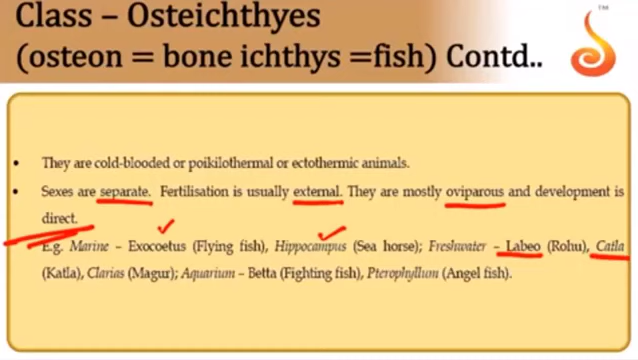 Class – Osteichthyes
(osteon = bone ichthys =fish) Contd..
TM
• They are cold-blooded or poikilothermal or ectothermic animals.
• Sexes are separate. Fertilisation is usually external. They are mostly oviparous and development is
direct.
E.g. Marine – Exocoetus (Flying fish), Hippocampus (Sea horse); Freshwater – Labeo (Rohu), Catla
(Katla), Clarias (Magur); Aquarium – Betta (Fighting fish), Pterophyllum (Angel fish).